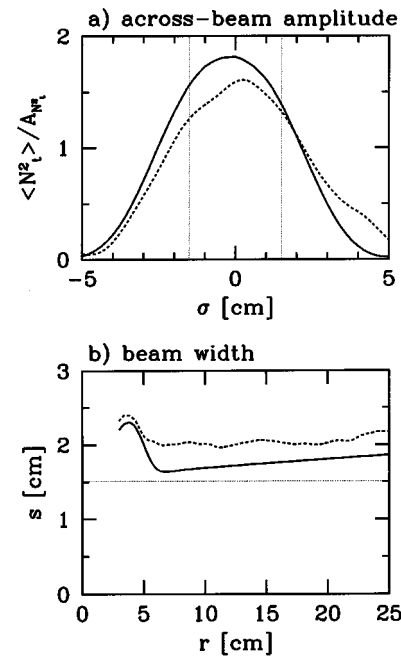 a) across-beam amplitude
2
1
0
<N²ₜ>/A_N²ₜ
-5
0
5
σ [cm]
b) beam width
3
2
1
0
s [cm]
0
5
10
15
20
25
r [cm]